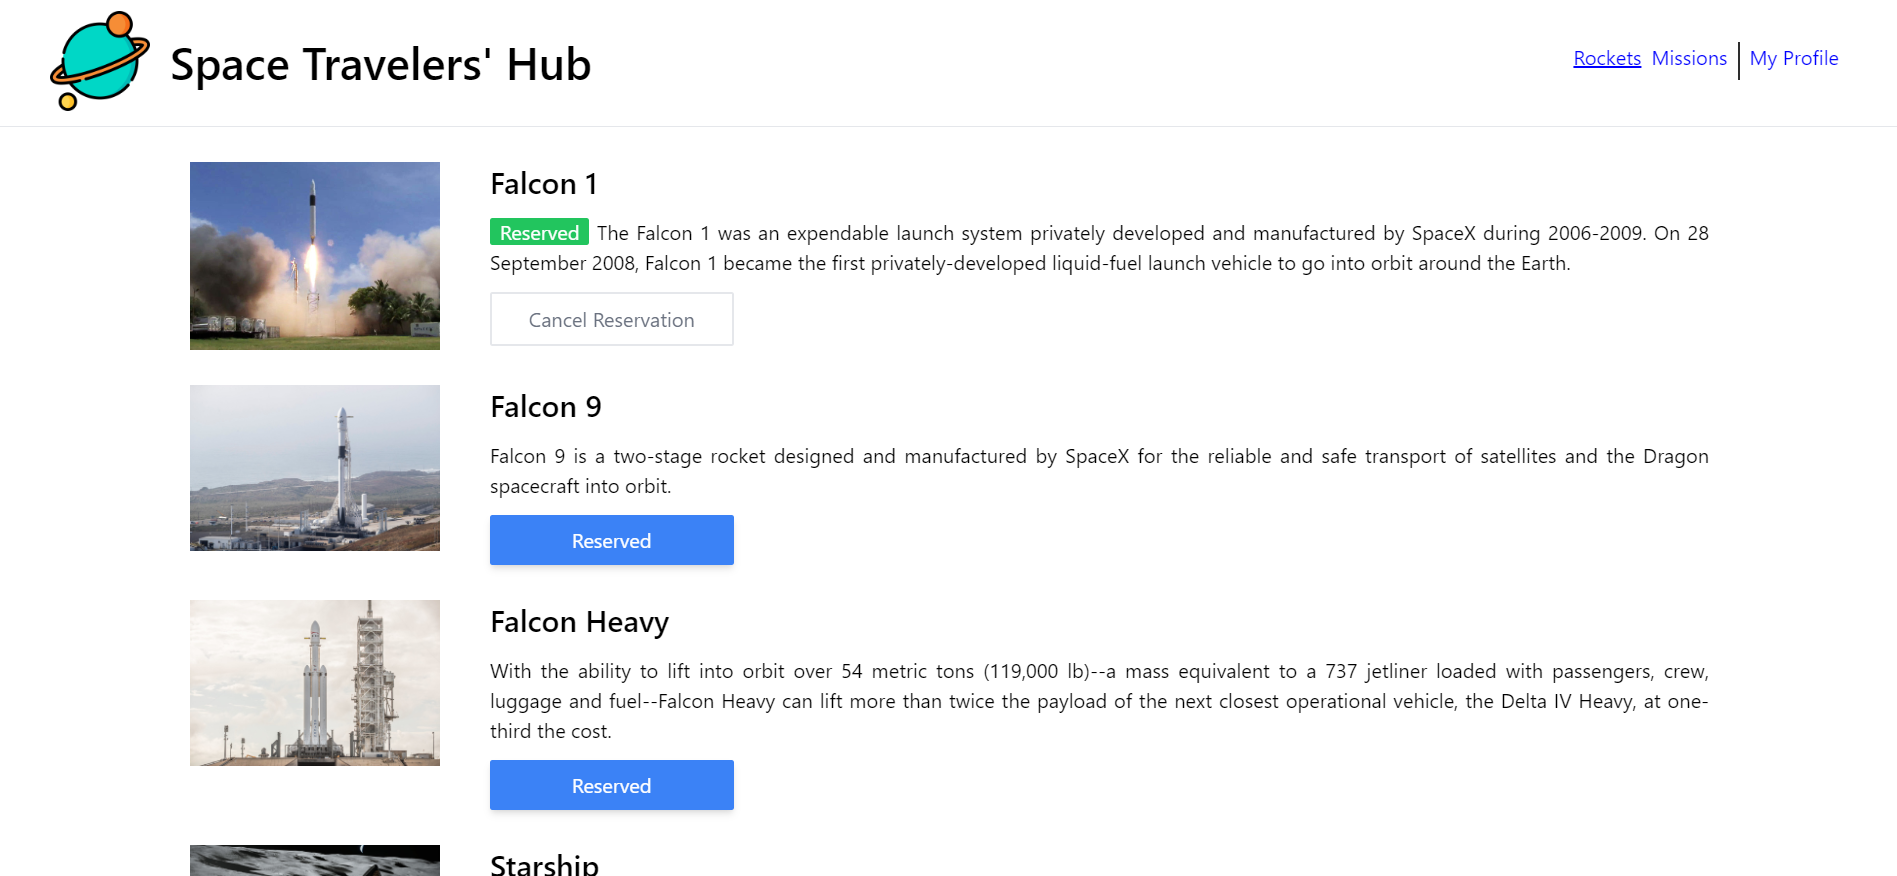 Space Travelers' Hub
Rockets Missions My Profile
Falcon 1
Reserved The Falcon 1 was an expendable launch system privately developed and manufactured by SpaceX during 2006-2009. On 28
September 2008, Falcon 1 became the first privately-developed liquid-fuel launch vehicle to go into orbit around the Earth.
Cancel Reservation
Falcon 9
Falcon 9 is a two-stage rocket designed and manufactured by SpaceX for the reliable and safe transport of satellites and the Dragon
spacecraft into orbit.
Reserved
Falcon Heavy
With the ability to lift into orbit over 54 metric tons (119,000 lb)--a mass equivalent to a 737 jetliner loaded with passengers, crew,
luggage and fuel--Falcon Heavy can lift more than twice the payload of the next closest operational vehicle, the Delta IV Heavy, at one-
third the cost.
Reserved
Starship